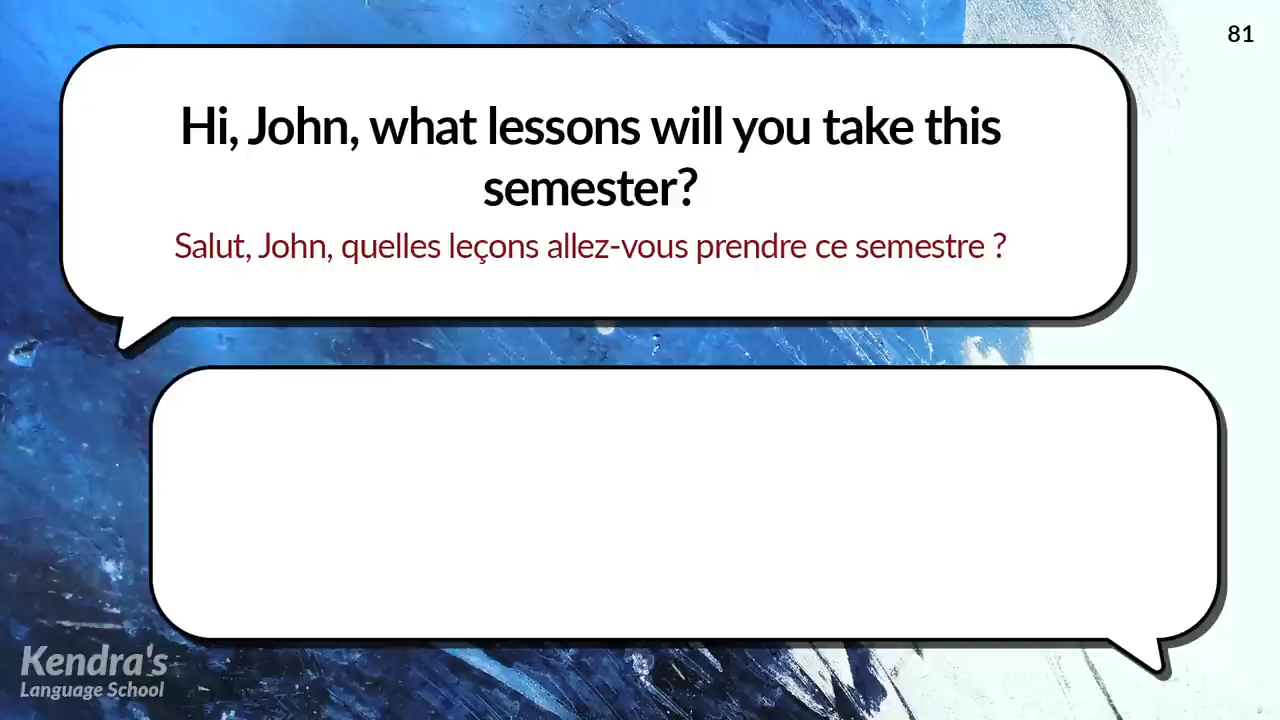 81
Hi, John, what lessons will you take this
semester?
Salut, John, quelles leçons allez-vous prendre ce semestre ?
Kendra's
Language School